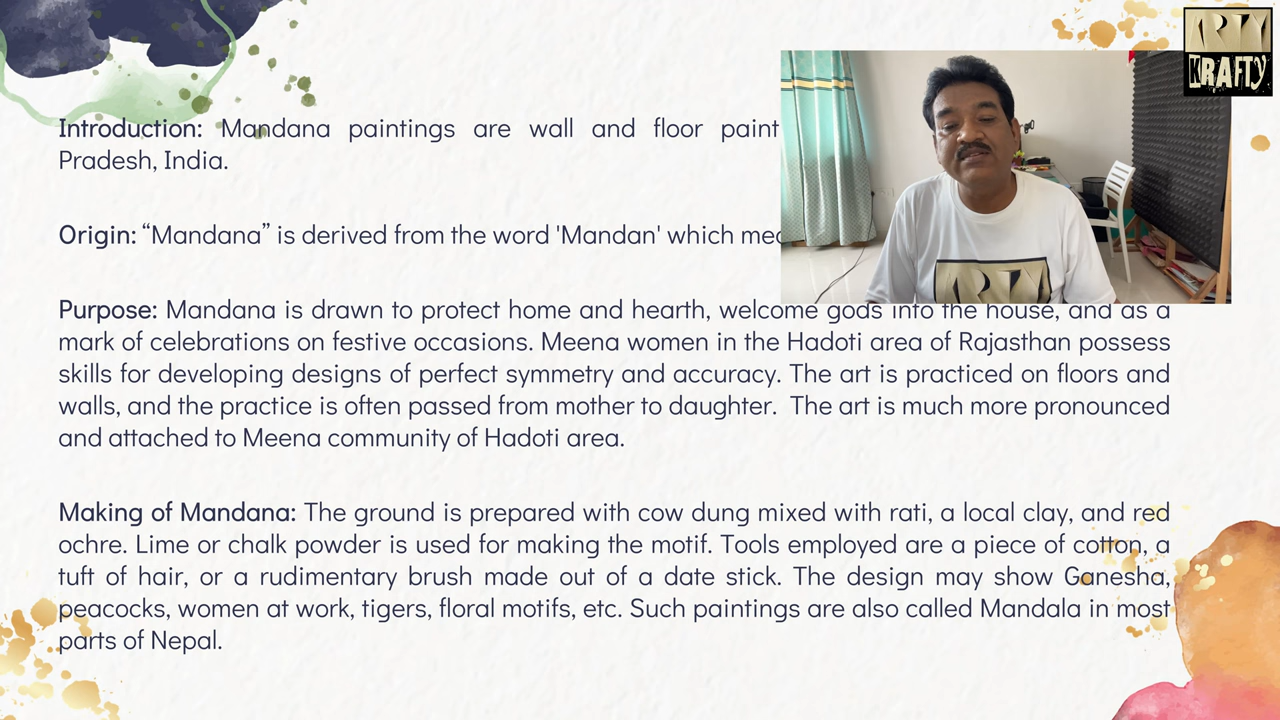 ARTY
KRAFTY
Introduction: Mandana paintings are wall and floor
Pradesh, India.
Origin: “Mandana” is derived from the word 'Mandan' which
ARTY
Purpose: Mandana is drawn to protect home and hearth, welcome gods into the house, and as a
mark of celebrations on festive occasions. Meena women in the Hadoti area of Rajasthan possess
skills for developing designs of perfect symmetry and accuracy. The art is practiced on floors and
walls, and the practice is often passed from mother to daughter. The art is much more pronounced
and attached to Meena community of Hadoti area.
Making of Mandana: The ground is prepared with cow dung mixed with rati, a local clay, and red
ochre. Lime or chalk powder is used for making the motif. Tools employed are a piece of cotton, a
tuft of hair, or a rudimentary brush made out of a date stick. The design may show Ganesha,
peacocks, women at work, tigers, floral motifs, etc. Such paintings are also called Mandala in most
parts of Nepal.